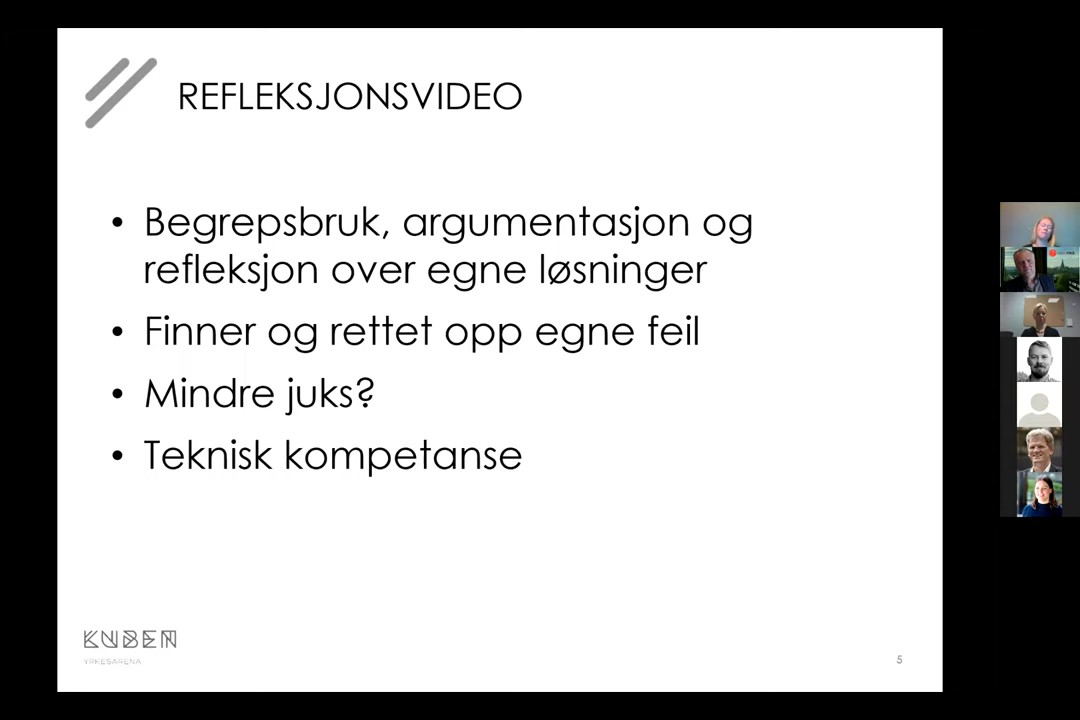 REFLEKSJONSVIDEO
• Begrepsbruk, argumentasjon og
refleksjon over egne løsninger
• Finner og rettet opp egne feil
• Mindre juks?
• Teknisk kompetanse
KUBEN
YRKESARENA
5